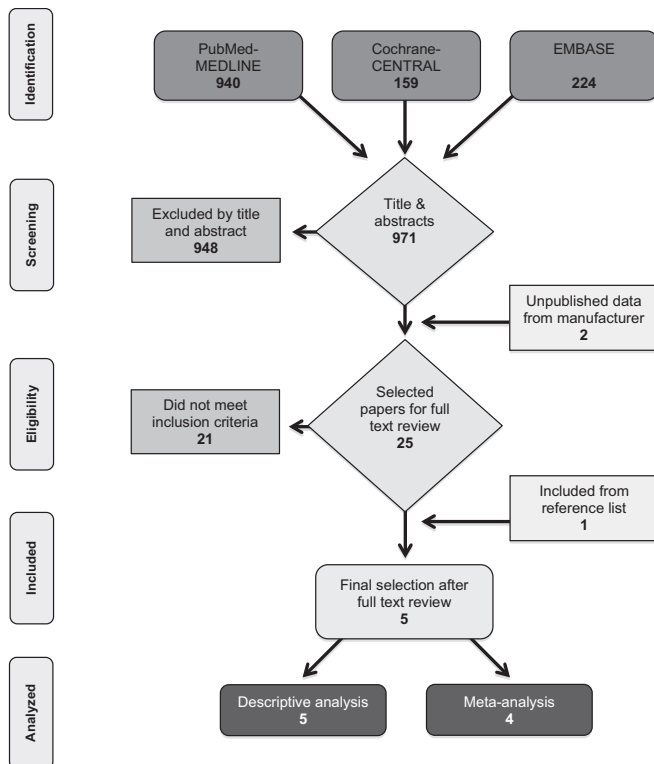 Identification
PubMed-
MEDLINE
940
Cochrane-
CENTRAL
159
EMBASE
224
Screening
Title &
abstracts
971
Excluded by title
and abstract
948
Unpublished data
from manufacturer
2
Eligibility
Selected
papers for full
text review
25
Did not meet
inclusion criteria
21
Included from
reference list
1
Included
Final selection after
full text review
5
Analyzed
Descriptive analysis
5
Meta-analysis
4